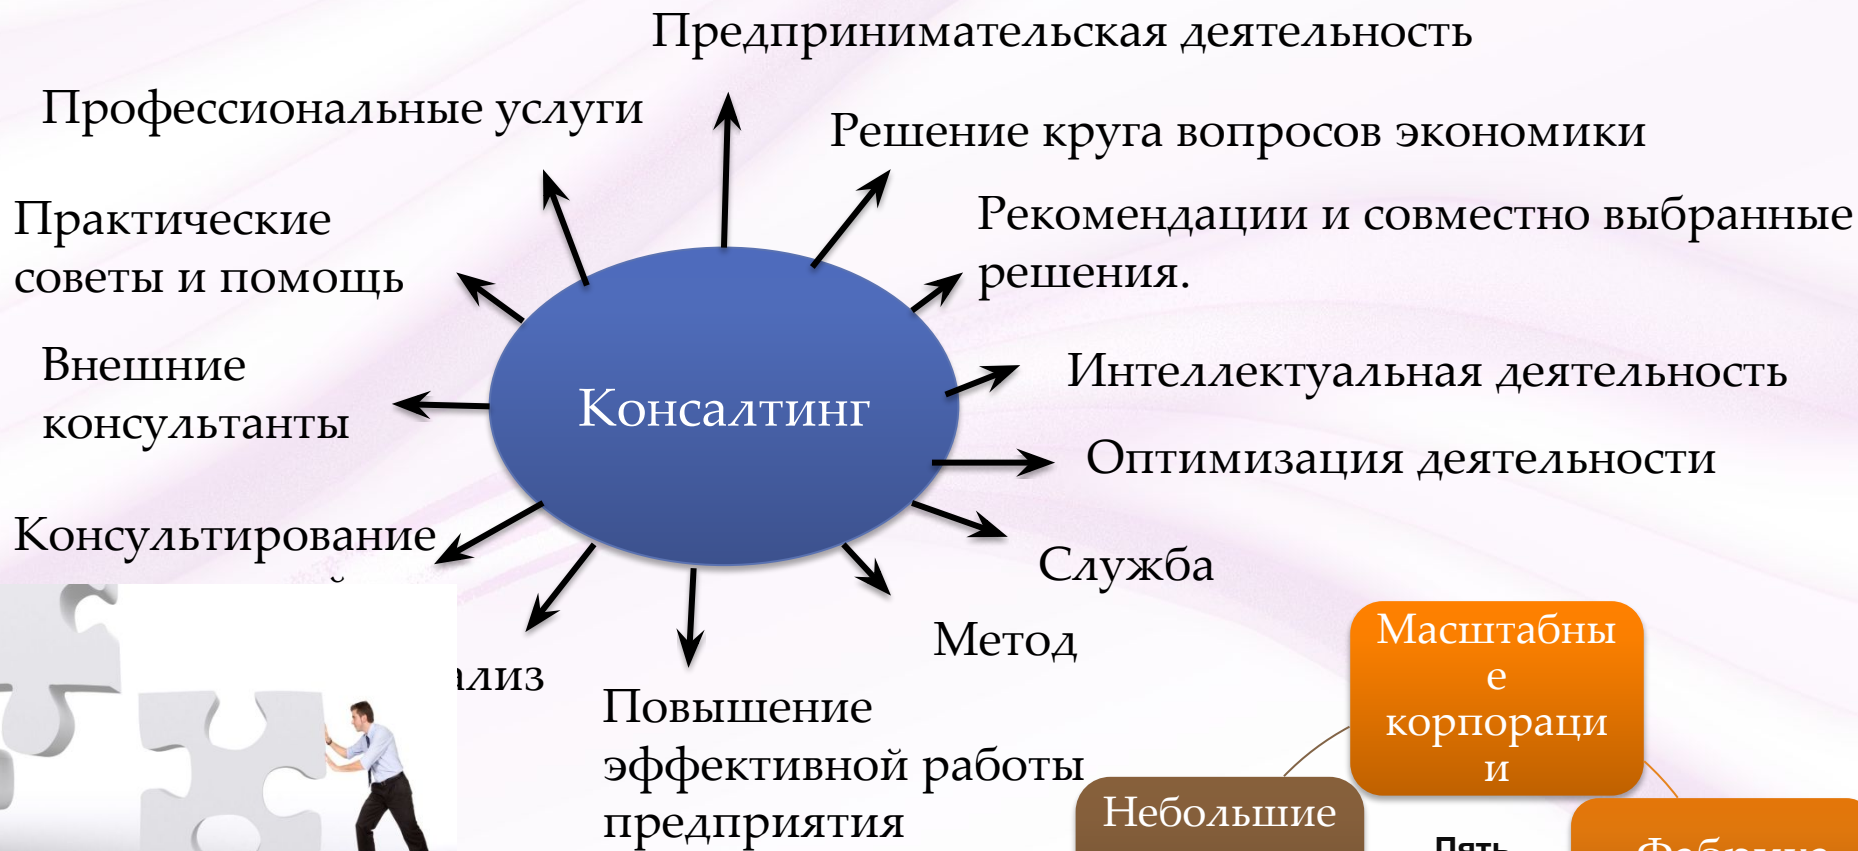 Предпринимательская деятельность
Профессиональные услуги
Решение круга вопросов экономики
Практические
советы и помощь
Рекомендации и совместно выбранные
решения.
Внешние
консультанты
Консалтинг
Интеллектуальная деятельность
Оптимизация деятельности
Консультирование
Служба
Метод
Повышение
эффективной работы
предприятия
Масштабны
е
корпораци
и
Небольшие